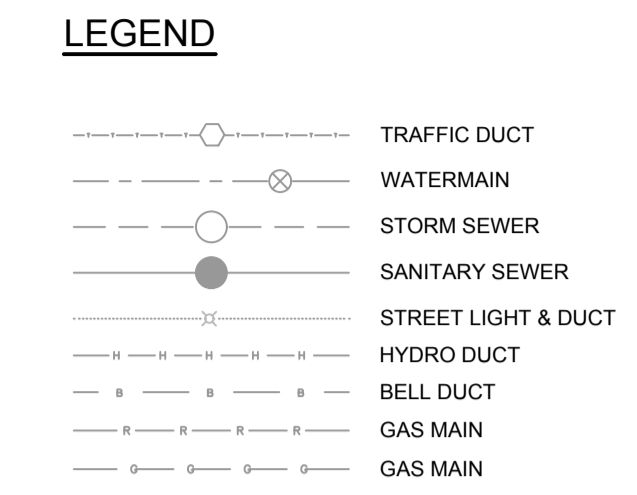 LEGEND
T T T T T T T T T T TRAFFIC DUCT
WATERMAIN
STORM SEWER
SANITARY SEWER
STREET LIGHT & DUCT
H H H H H HYDRO DUCT
B B B BELL DUCT
R R R R GAS MAIN
G G G G GAS MAIN